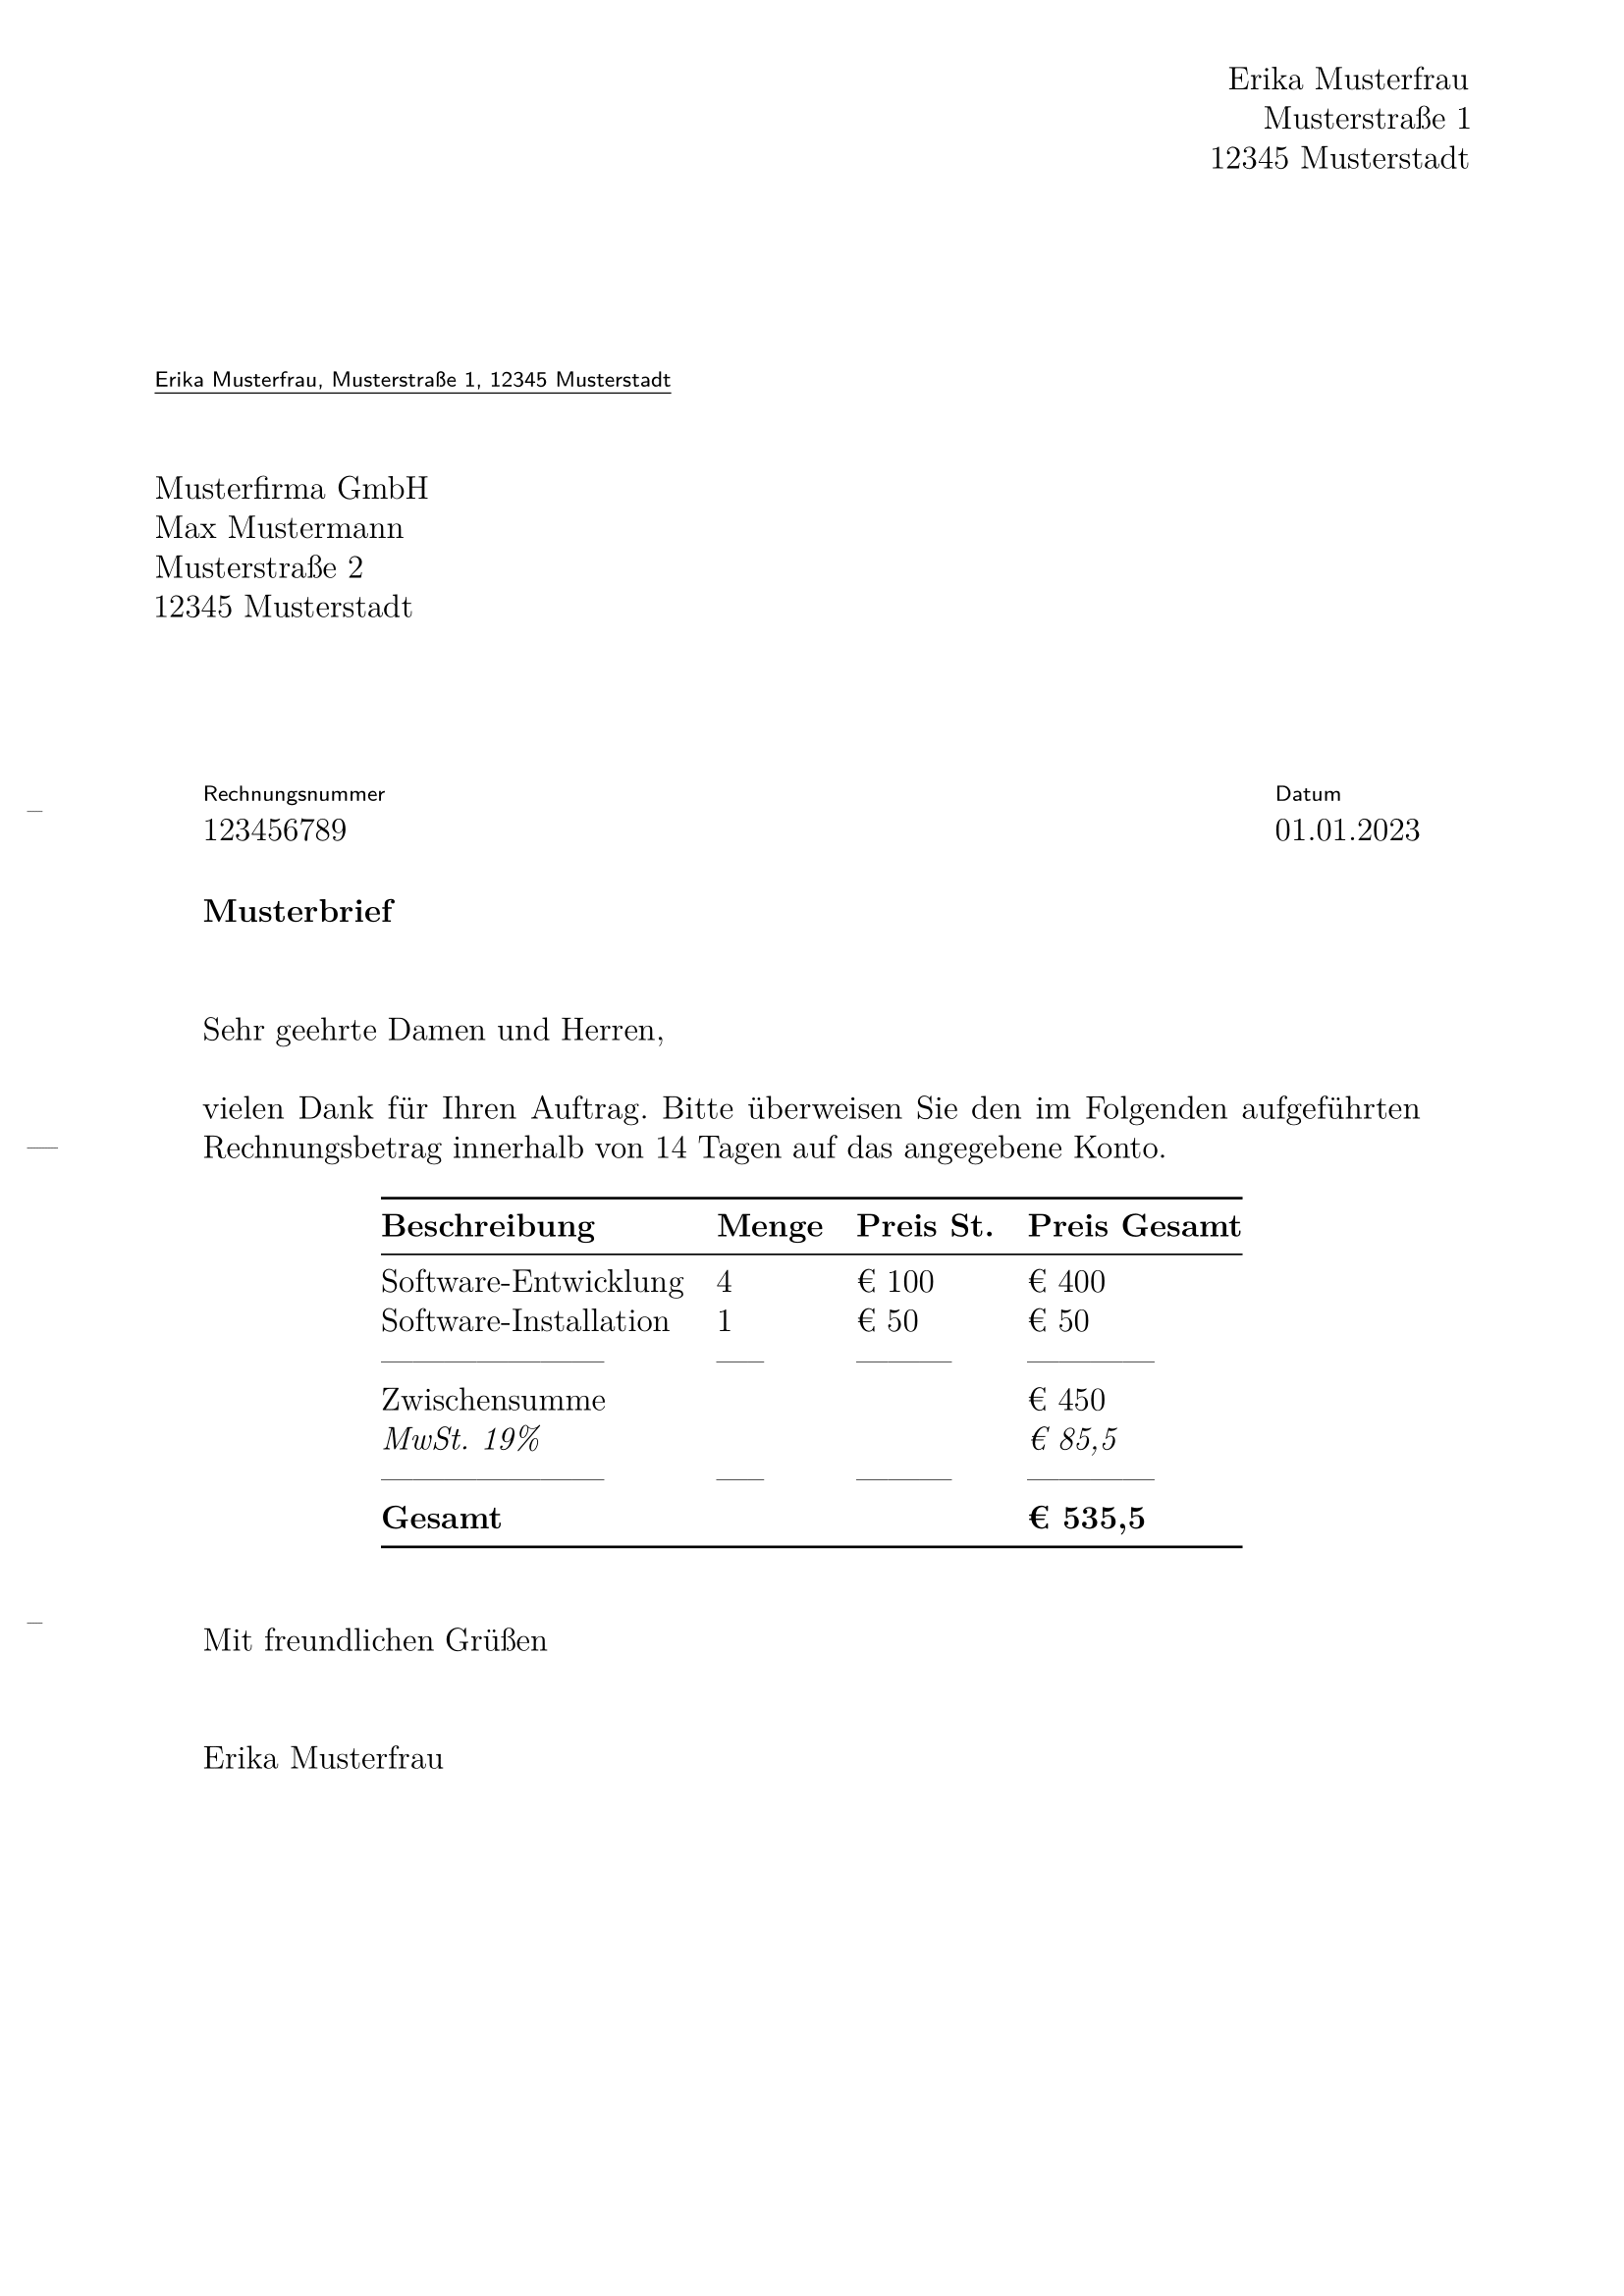 Erika Musterfrau
Musterstraße 1
12345 Musterstadt
Erika Musterfrau, Musterstraße 1, 12345 Musterstadt
Musterfirma GmbH
Max Mustermann
Musterstraße 2
12345 Musterstadt
Rechnungsnummer Datum
123456789 01.01.2023
Musterbrief
Sehr geehrte Damen und Herren,
vielen Dank für Ihren Auftrag. Bitte überweisen Sie den im Folgenden aufgeführten
Rechnungsbetrag innerhalb von 14 Tagen auf das angegebene Konto.
Beschreibung Menge Preis St. Preis Gesamt
Software-Entwicklung 4 € 100 € 400
Software-Installation 1 € 50 € 50
Zwischensumme € 450
MwSt. 19% € 85,5
Gesamt € 535,5
Mit freundlichen Grüßen
Erika Musterfrau